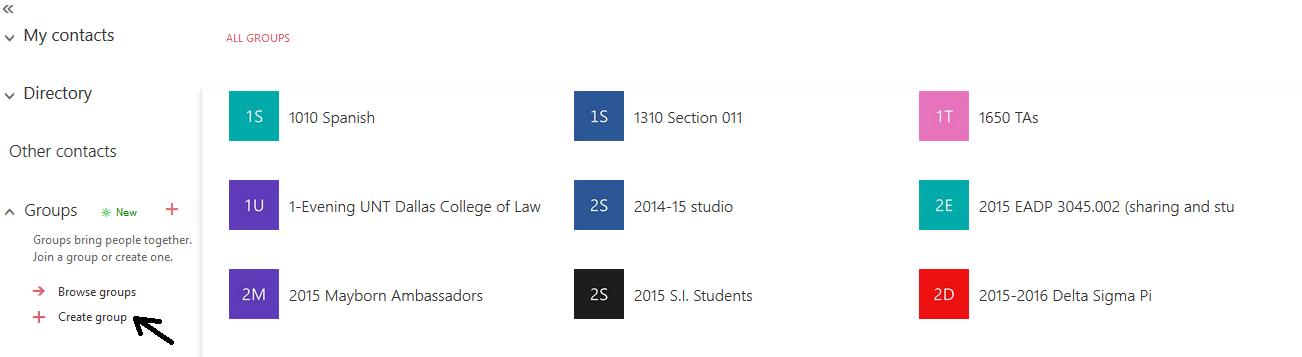 My contacts
ALL GROUPS
Directory
1S 1010 Spanish
1S 1310 Section 011
1T 1650 TAs
Other contacts
Groups New
1U 1-Evening UNT Dallas College of Law
2S 2014-15 studio
2E 2015 EADP 3045.002 (sharing and stu
Groups bring people together.
Join a group or create one.
Browse groups
Create group
2M 2015 Mayborn Ambassadors
2S 2015 S.I. Students
2D 2015-2016 Delta Sigma Pi